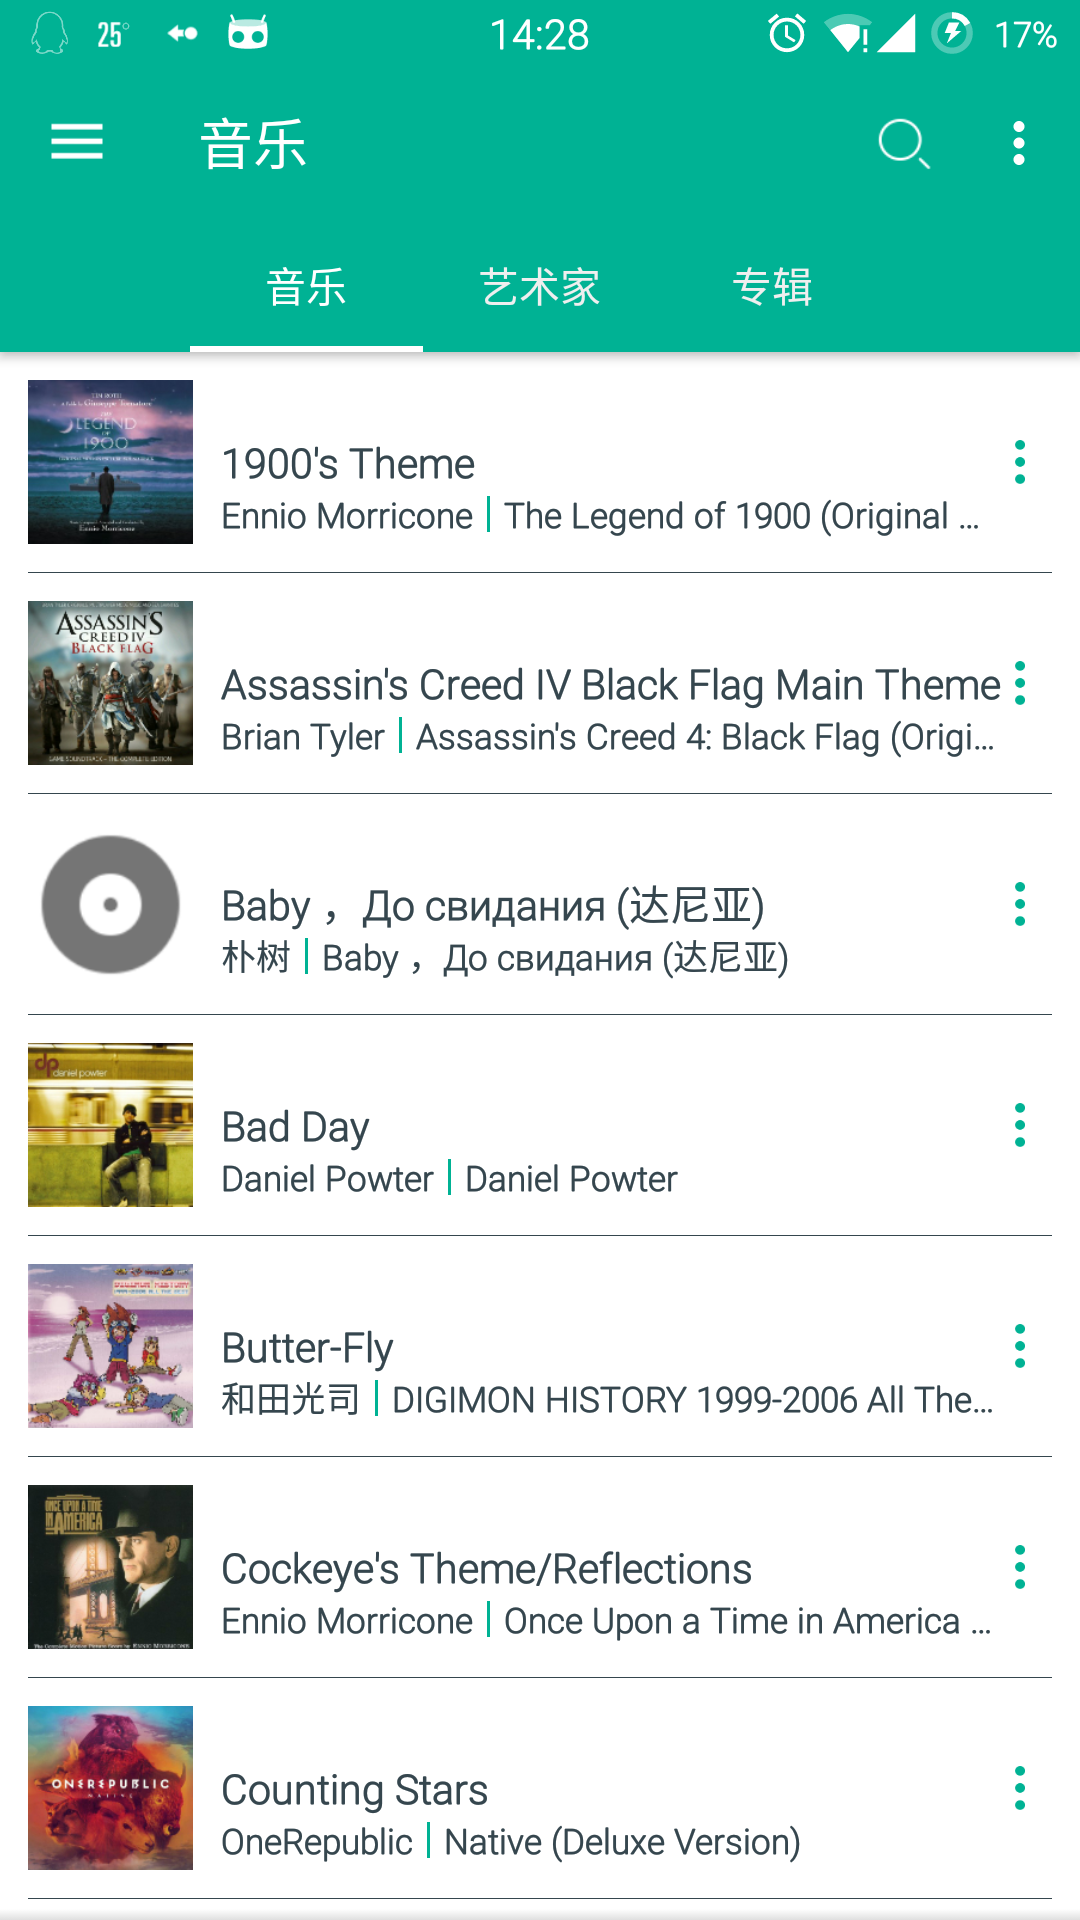 25°
14:28
17%
音乐
音乐
艺术家
专辑
THE LEGEND OF 1900
Ennio Morricone
1900's Theme
Ennio Morricone | The Legend of 1900 (Original ...
ASSASSIN'S
CREED IV
BLACK FLAG
Assassin's Creed IV Black Flag Main Theme
Brian Tyler | Assassin's Creed 4: Black Flag (Origi...
Baby ，До свидания (达尼亚)
朴树 | Baby ，До свидания (达尼亚)
dp
daniel powter
Bad Day
Daniel Powter | Daniel Powter
Butter-Fly
和田光司 | DIGIMON HISTORY 1999-2006 All The...
ONCE UPON A TIME
IN AMERICA
Cockeye's Theme/Reflections
Ennio Morricone | Once Upon a Time in America ...
ONEREPUBLIC
NATIVE
Counting Stars
OneRepublic | Native (Deluxe Version)